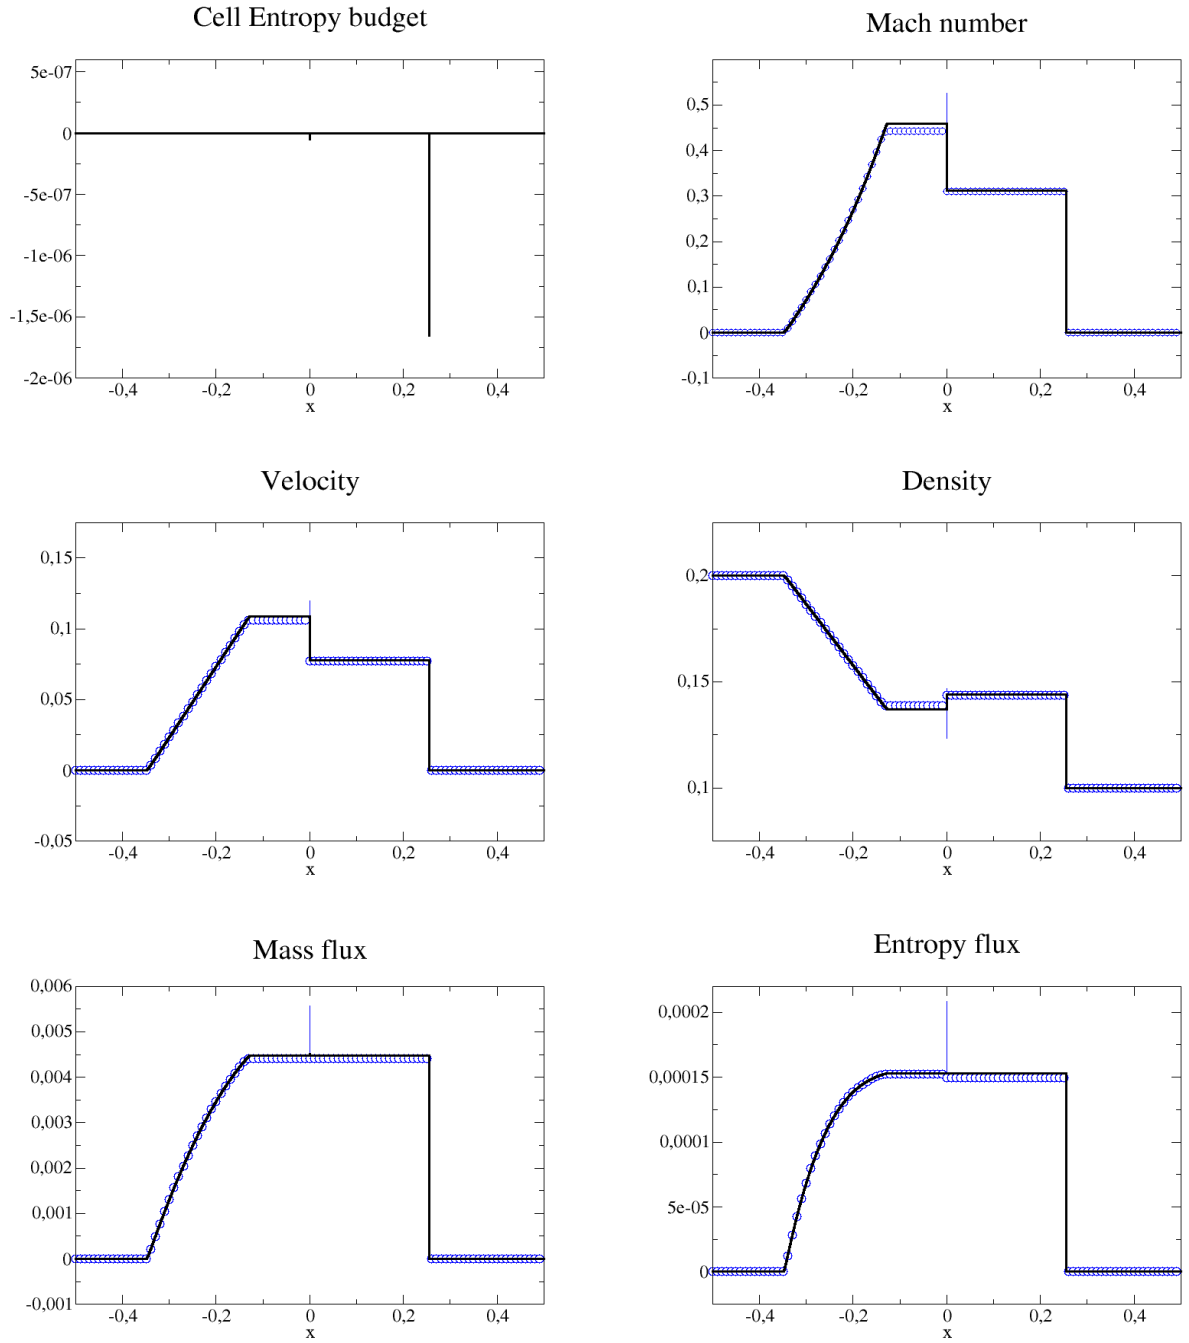 Cell Entropy budget
5e-07
0
-5e-07
-1e-06
-1,5e-06
-2e-06
-0,4 -0,2 0 0,2 0,4
x
Mach number
0,5
0,4
0,3
0,2
0,1
0
-0,1
-0,4 -0,2 0 0,2 0,4
x
Velocity
0,15
0,1
0,05
0
-0,05
-0,4 -0,2 0 0,2 0,4
x
Density
0,2
0,15
0,1
-0,4 -0,2 0 0,2 0,4
x
Mass flux
0,006
0,005
0,004
0,003
0,002
0,001
0
-0,001
-0,4 -0,2 0 0,2 0,4
x
Entropy flux
0,0002
0,00015
0,0001
5e-05
0
-0,4 -0,2 0 0,2 0,4
x